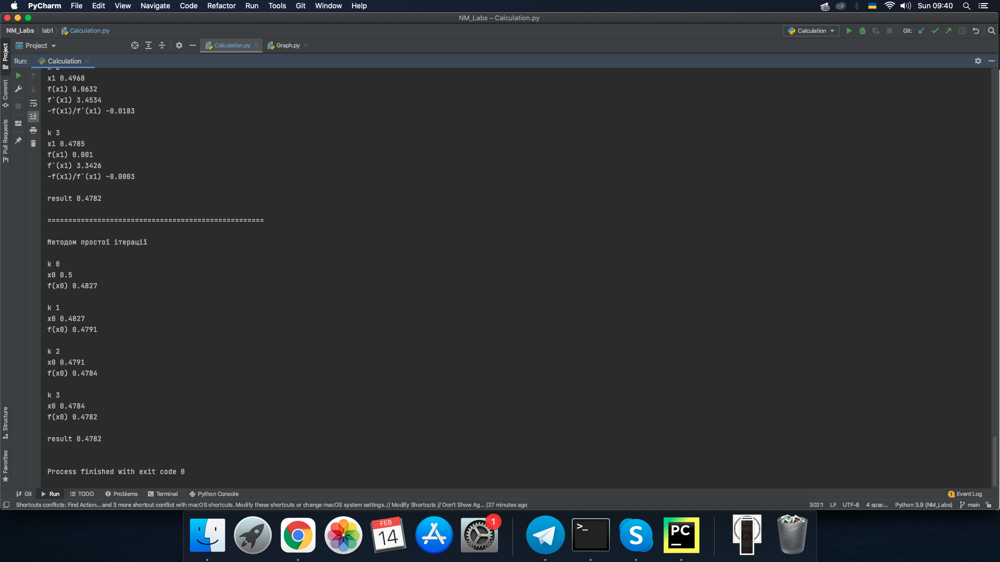 PyCharm File Edit View Navigate Code Refactor Run Tools Git Window Help
Sun 09:40
NM_Labs – Calculation.py
NM_Labs lab1 Calculation.py
Calculation
Git:
Project
Calculation.py
Graph.py
Run: Calculation
Project
Commit
Pull Requests
Structure
Favorites
k 2
x1 0.4968
f(x1) 0.0632
f`(x1) 3.4534
-f(x1)/f`(x1) -0.0183
k 3
x1 0.4785
f(x1) 0.001
f`(x1) 3.3426
-f(x1)/f`(x1) -0.0003
result 0.4782
====================================================
Методом простої ітерації
k 0
x0 0.5
f(x0) 0.4827
k 1
x0 0.4827
f(x0) 0.4791
k 2
x0 0.4791
f(x0) 0.4784
k 3
x0 0.4784
f(x0) 0.4782
result 0.4782
Process finished with exit code 0
Git Run TODO Problems Terminal Python Console
1 Event Log
Shortcuts conflicts: Find Action... and 3 more shortcut conflict with macOS shortcuts. Modify these shortcuts or change macOS system settings. // Modify Shortcuts // Don't Show Ag... (27 minutes ago)
302:1 LF UTF-8 4 spac... Python 3.9 (NM_Labs) main
FEB
14
1
>_
S
PC